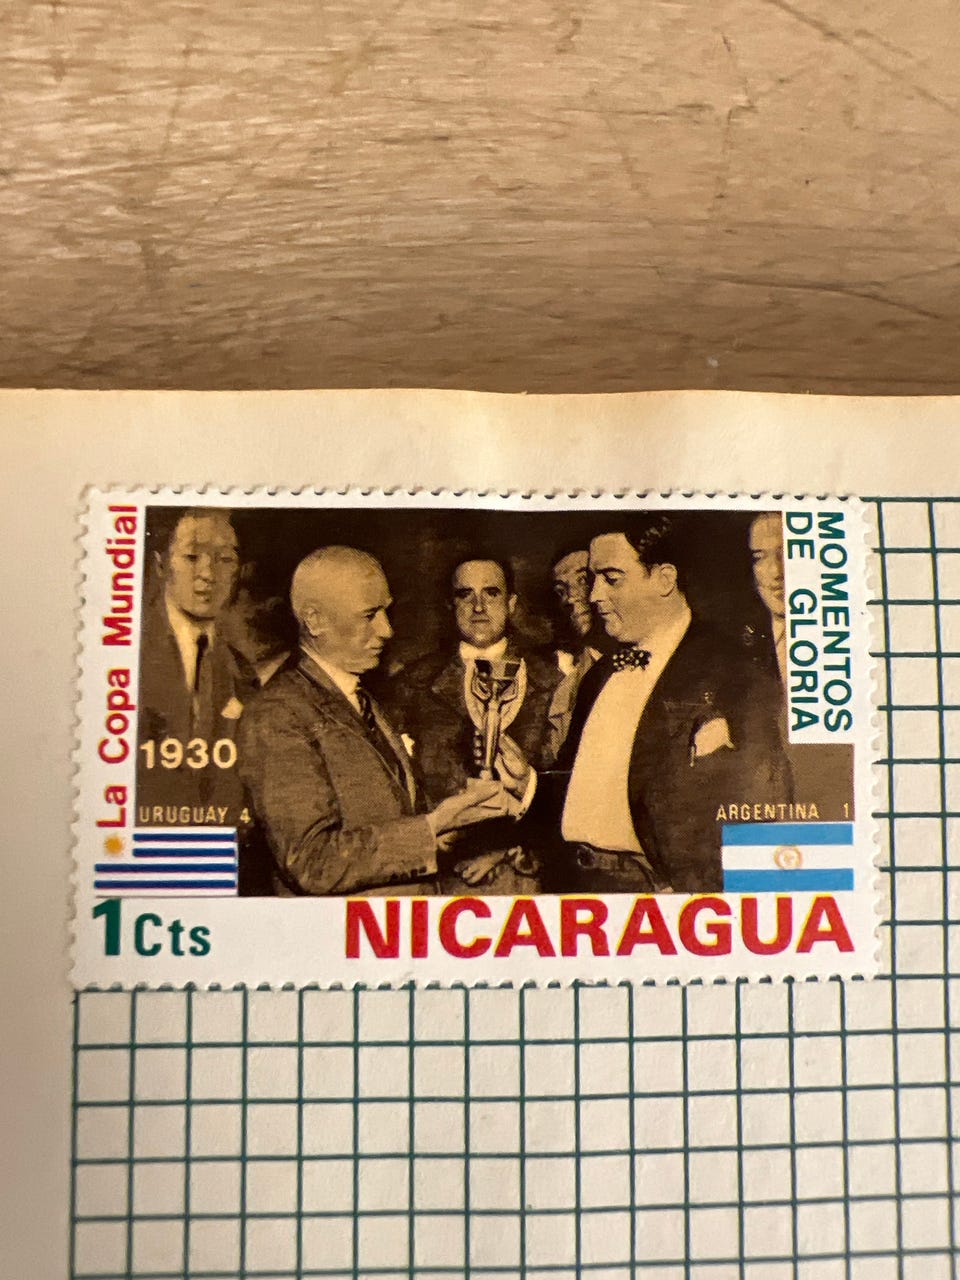 La Copa Mundial
MOMENTOS
DE GLORIA
1930
URUGUAY 4
ARGENTINA 1
1Cts
NICARAGUA